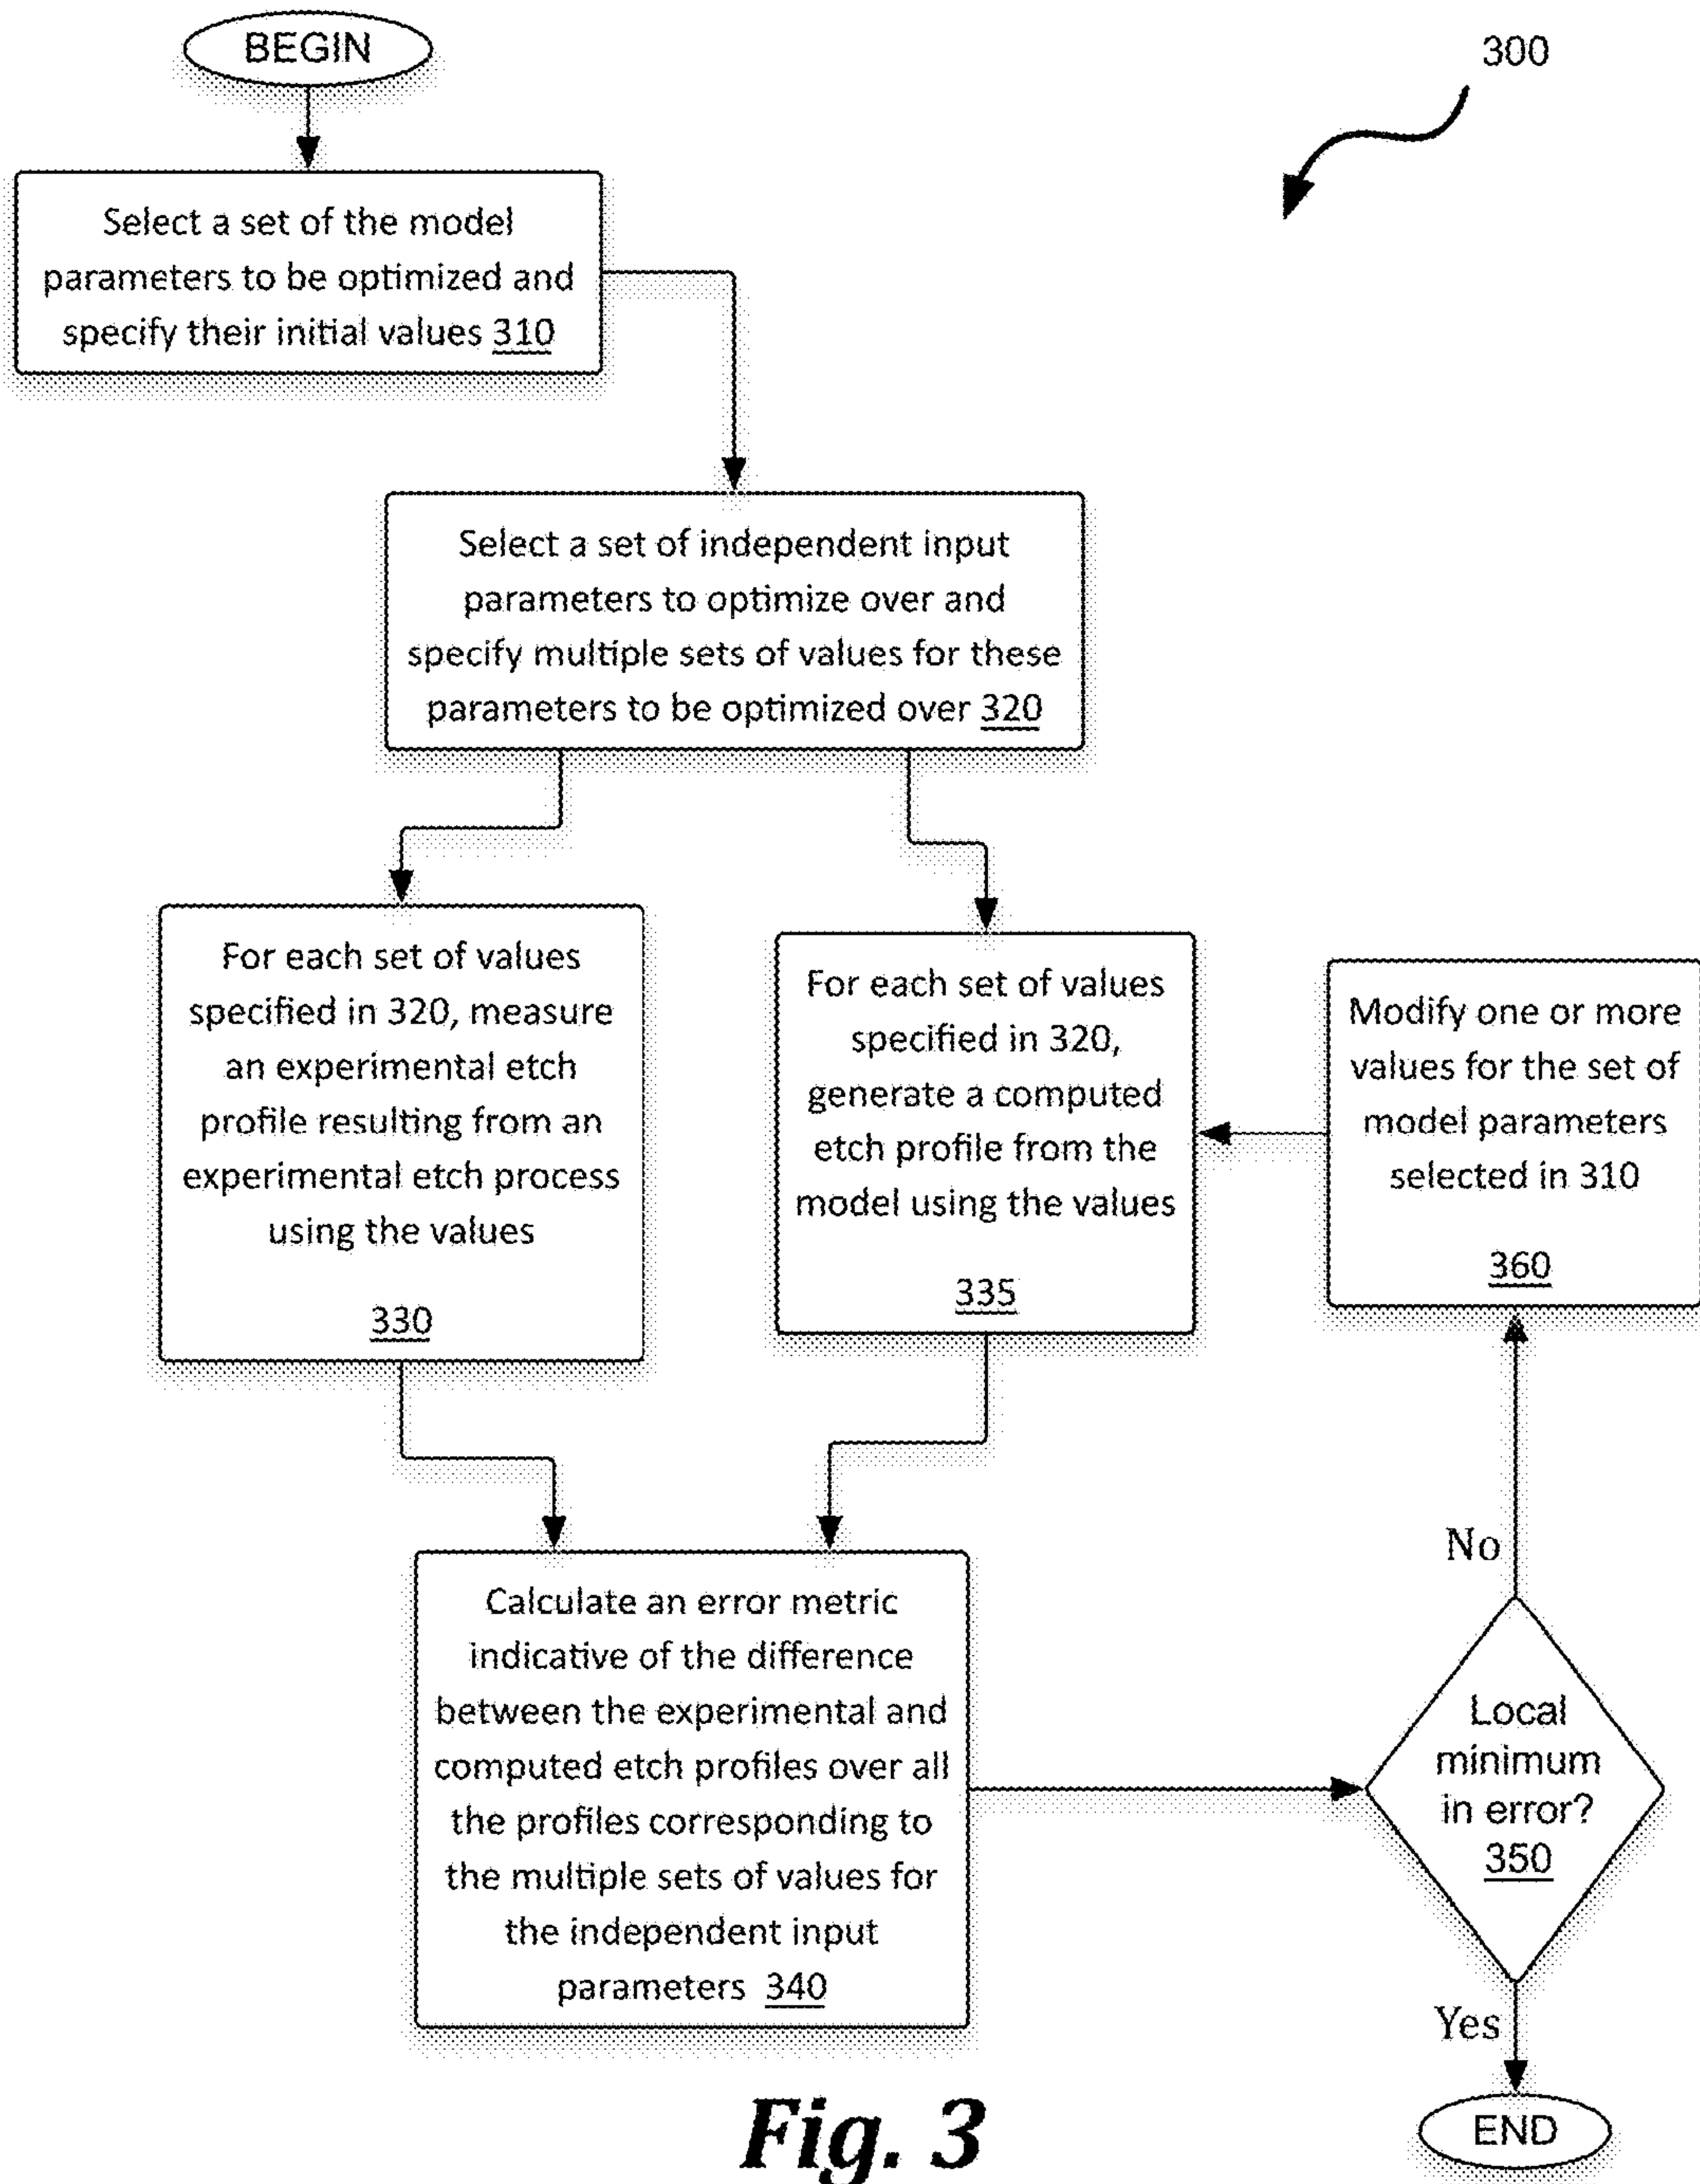 BEGIN
300
Select a set of the model
parameters to be optimized and
specify their initial values 310
Select a set of independent input
parameters to optimize over and
specify multiple sets of values for these
parameters to be optimized over 320
For each set of values
specified in 320, measure
an experimental etch
profile resulting from an
experimental etch process
using the values
330
For each set of values
specified in 320,
generate a computed
etch profile from the
model using the values
335
Modify one or more
values for the set of
model parameters
selected in 310
360
Calculate an error metric
indicative of the difference
between the experimental and
computed etch profiles over all
the profiles corresponding to
the multiple sets of values for
the independent input
parameters 340
No
Local
minimum
in error?
350
Yes
END
Fig. 3